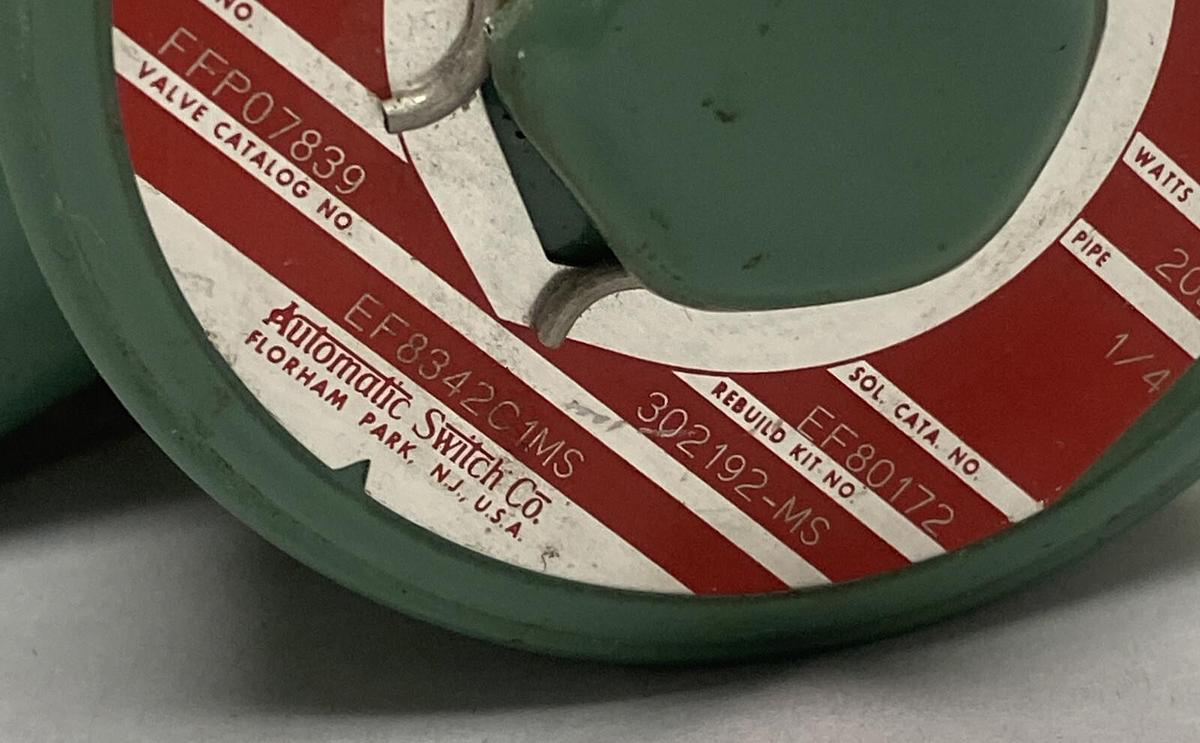 NO.
FFP07839
VALVE CATALOG NO.
EF8342C1MS
Automatic Switch Co.
FLORHAM PARK, N.J., U.S.A.
302192-MS
REBUILD KIT NO.
EF80172
SOL. CATA. NO.
WATTS
20
PIPE
1/4